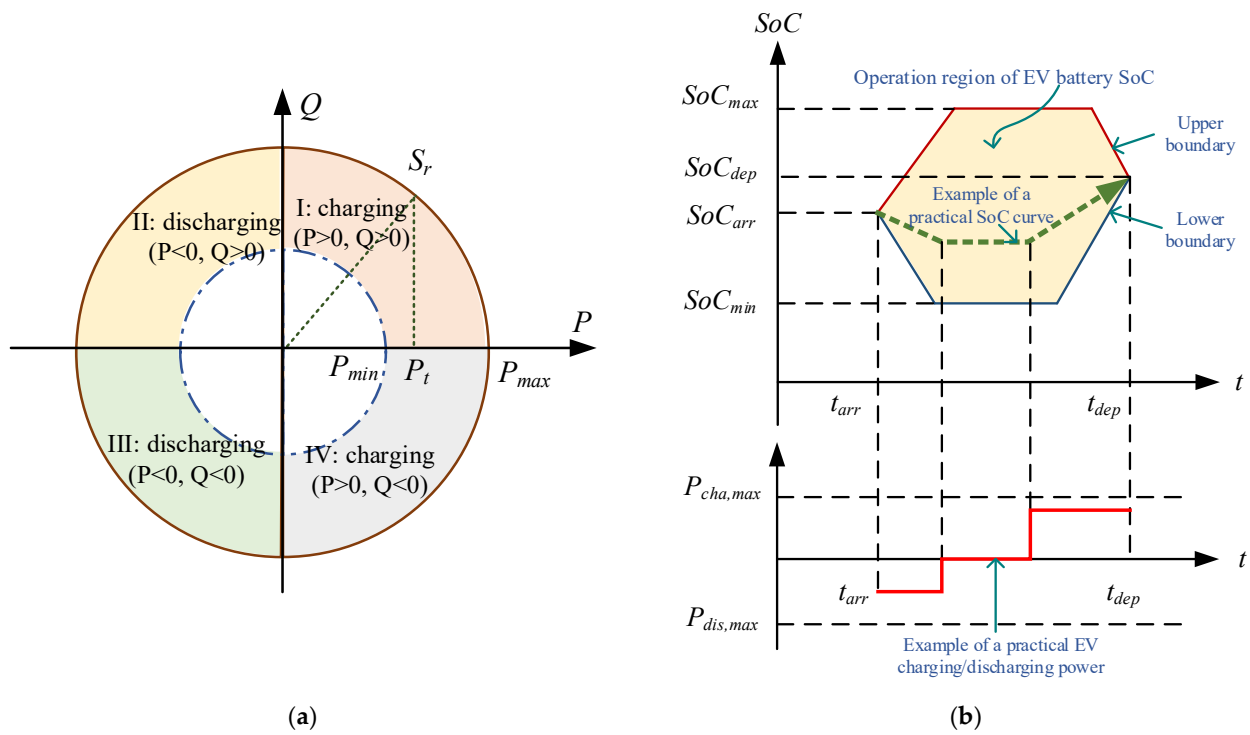 Q
S_r
II: discharging
(P<0, Q>0)
I: charging
(P>0, Q>0)
P
P_min
P_t
P_max
III: discharging
(P<0, Q<0)
IV: charging
(P>0, Q<0)
(a)
SoC
Operation region of EV battery SoC
SoC_max
Upper
boundary
SoC_dep
Example of a
practical SoC curve
SoC_arr
Lower
boundary
SoC_min
t_arr
t_dep
t
P_cha,max
t
t_arr
t_dep
P_dis,max
Example of a practical EV
charging/discharging power
(b)